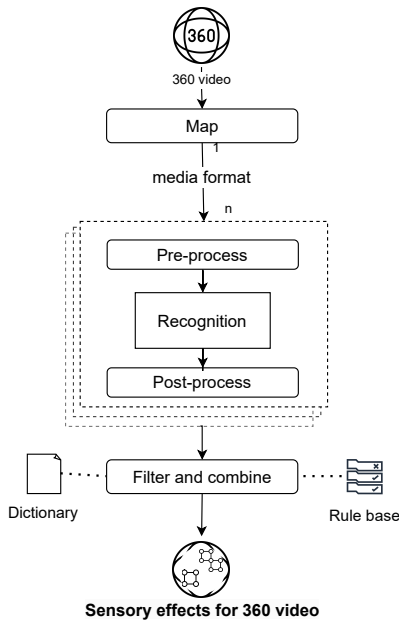 360
360 video
Map
1
media format
n
Pre-process
Recognition
Post-process
Filter and combine
Dictionary
Rule base
Sensory effects for 360 video